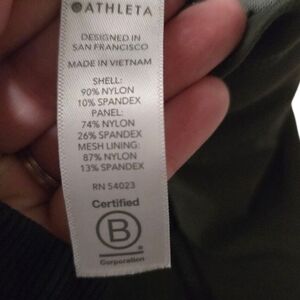 ATHLETA
DESIGNED IN
SAN FRANCISCO
MADE IN VIETNAM
SHELL:
90% NYLON
10% SPANDEX
PANEL:
74% NYLON
26% SPANDEX
MESH LINING:
87% NYLON
13% SPANDEX
RN 54023
Certified
B
Corporation